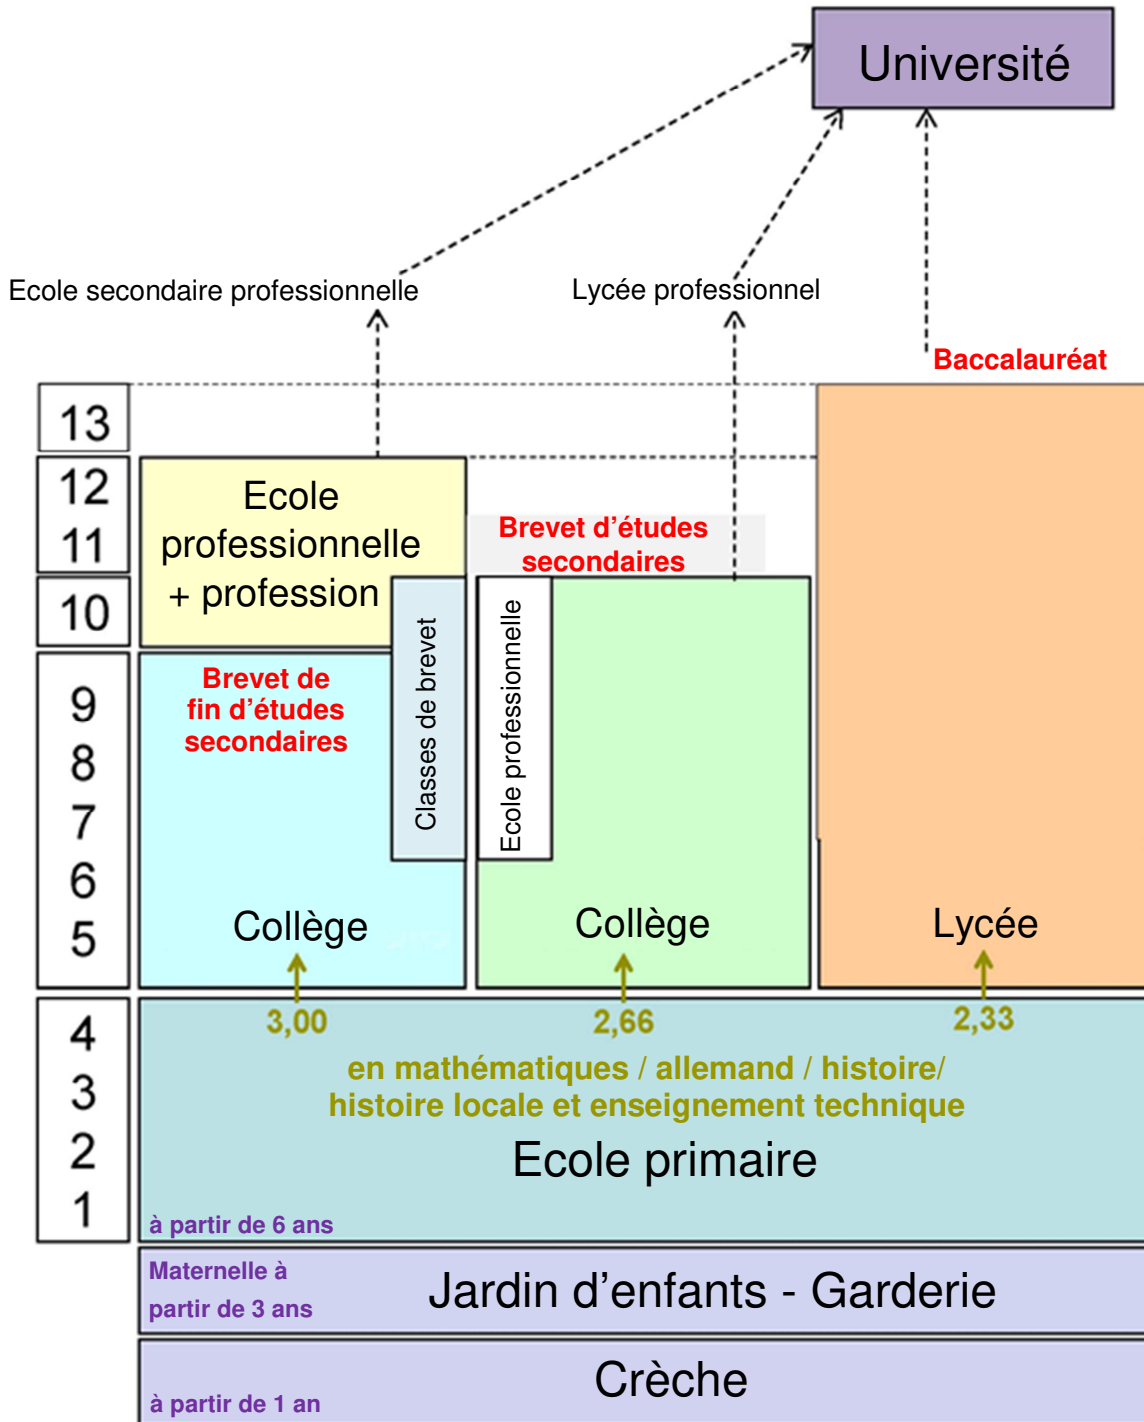 Université
Ecole secondaire professionnelle
Lycée professionnel
Baccalauréat
13
12
11
10
9
8
7
6
5
4
3
2
1
Ecole
professionnelle
+ profession
Brevet d’études
secondaires
Classes de brevet
Ecole professionnelle
Brevet de
fin d’études
secondaires
Collège
Collège
Lycée
3,00
2,66
2,33
en mathématiques / allemand / histoire/
histoire locale et enseignement technique
Ecole primaire
à partir de 6 ans
Maternelle à
partir de 3 ans
Jardin d’enfants - Garderie
Crèche
à partir de 1 an